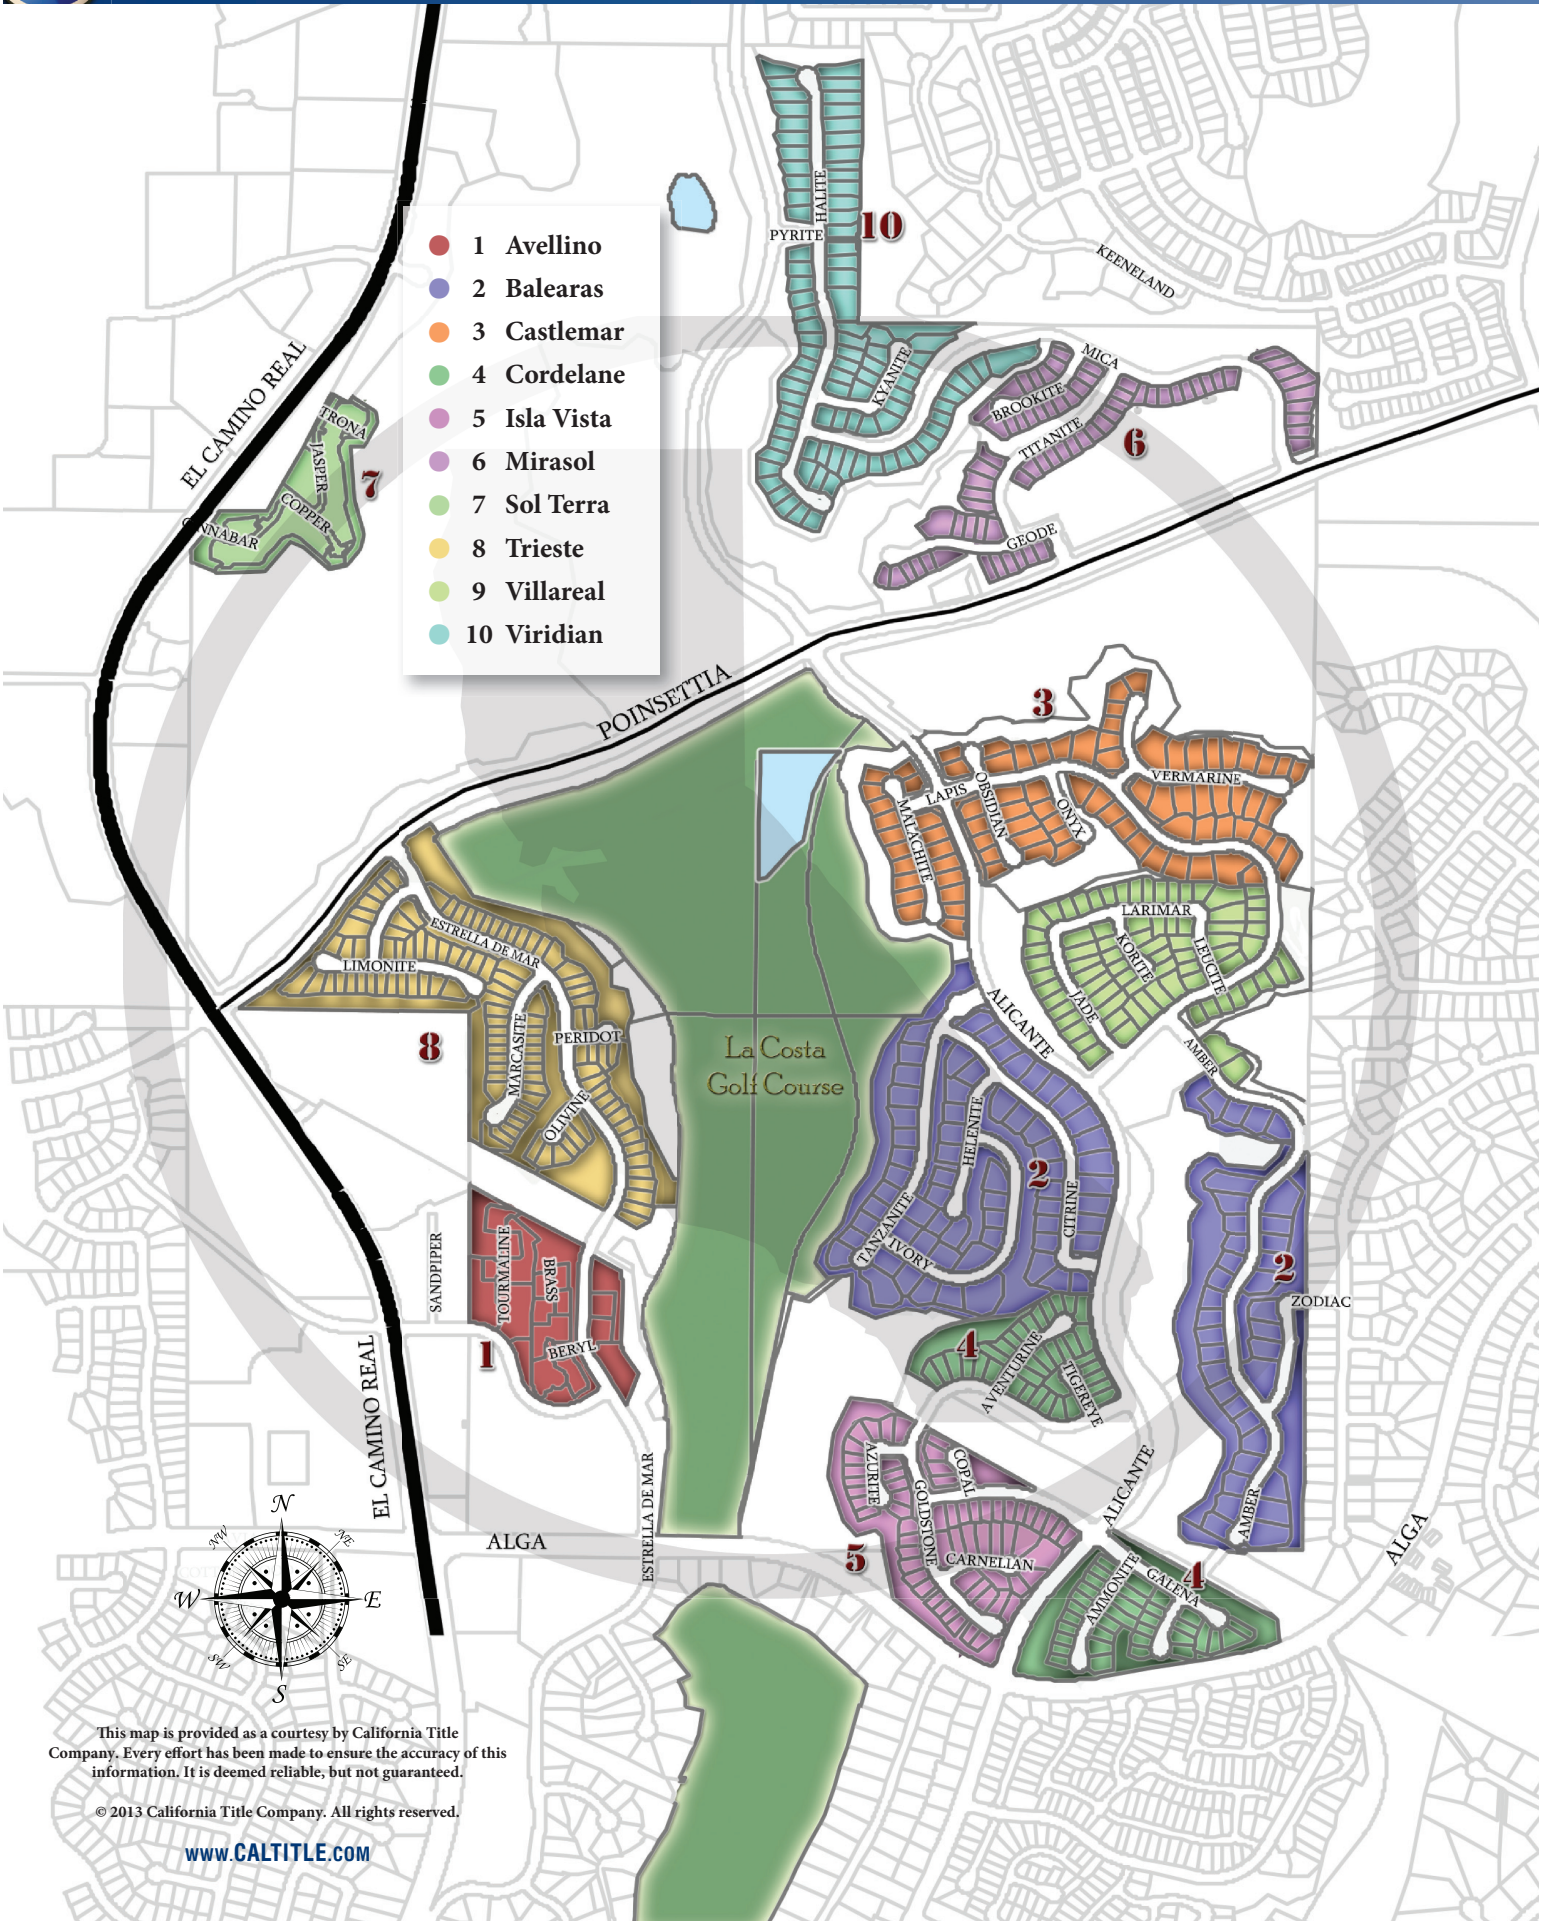 HALITE
PYRITE
10
KEENELAND
1 Avellino
2 Balearas
3 Castlemar
4 Cordelane
5 Isla Vista
6 Mirasol
7 Sol Terra
8 Trieste
9 Villareal
10 Viridian
EL CAMINO REAL
TRONA
JASPER
COPPER
CINNABAR
7
KYANITE
MICA
BROOKITE
TITANITE
6
GEODE
POINSETTIA
3
VERMARINE
LAPIS
OBSIDIAN
ONYX
MALACHITE
LARIMAR
KORITE
LEUCITE
JADE
ESTRELLA DE MAR
LIMONITE
MARCASITE
PERIDOT
OLIVINE
8
La Costa
Golf Course
ALICANTE
AMBER
HELENITE
2
CITRINE
TANZANITE
IVORY
2
ZODIAC
SANDPIPER
TOURMALINE
BRASS
BERYL
1
4
AVENTURINE
TIGEREYE
EL CAMINO REAL
ESTRELLA DE MAR
ALGA
AZURITE
COPAL
GOLDSTONE
CARNELIAN
5
ALICANTE
AMBER
ALGA
AMMONITE
GALENA
4
N
NW
NE
W
E
SW
SE
S
This map is provided as a courtesy by California Title
Company. Every effort has been made to ensure the accuracy of this
information. It is deemed reliable, but not guaranteed.
© 2013 California Title Company. All rights reserved.
www.CALTITLE.COM